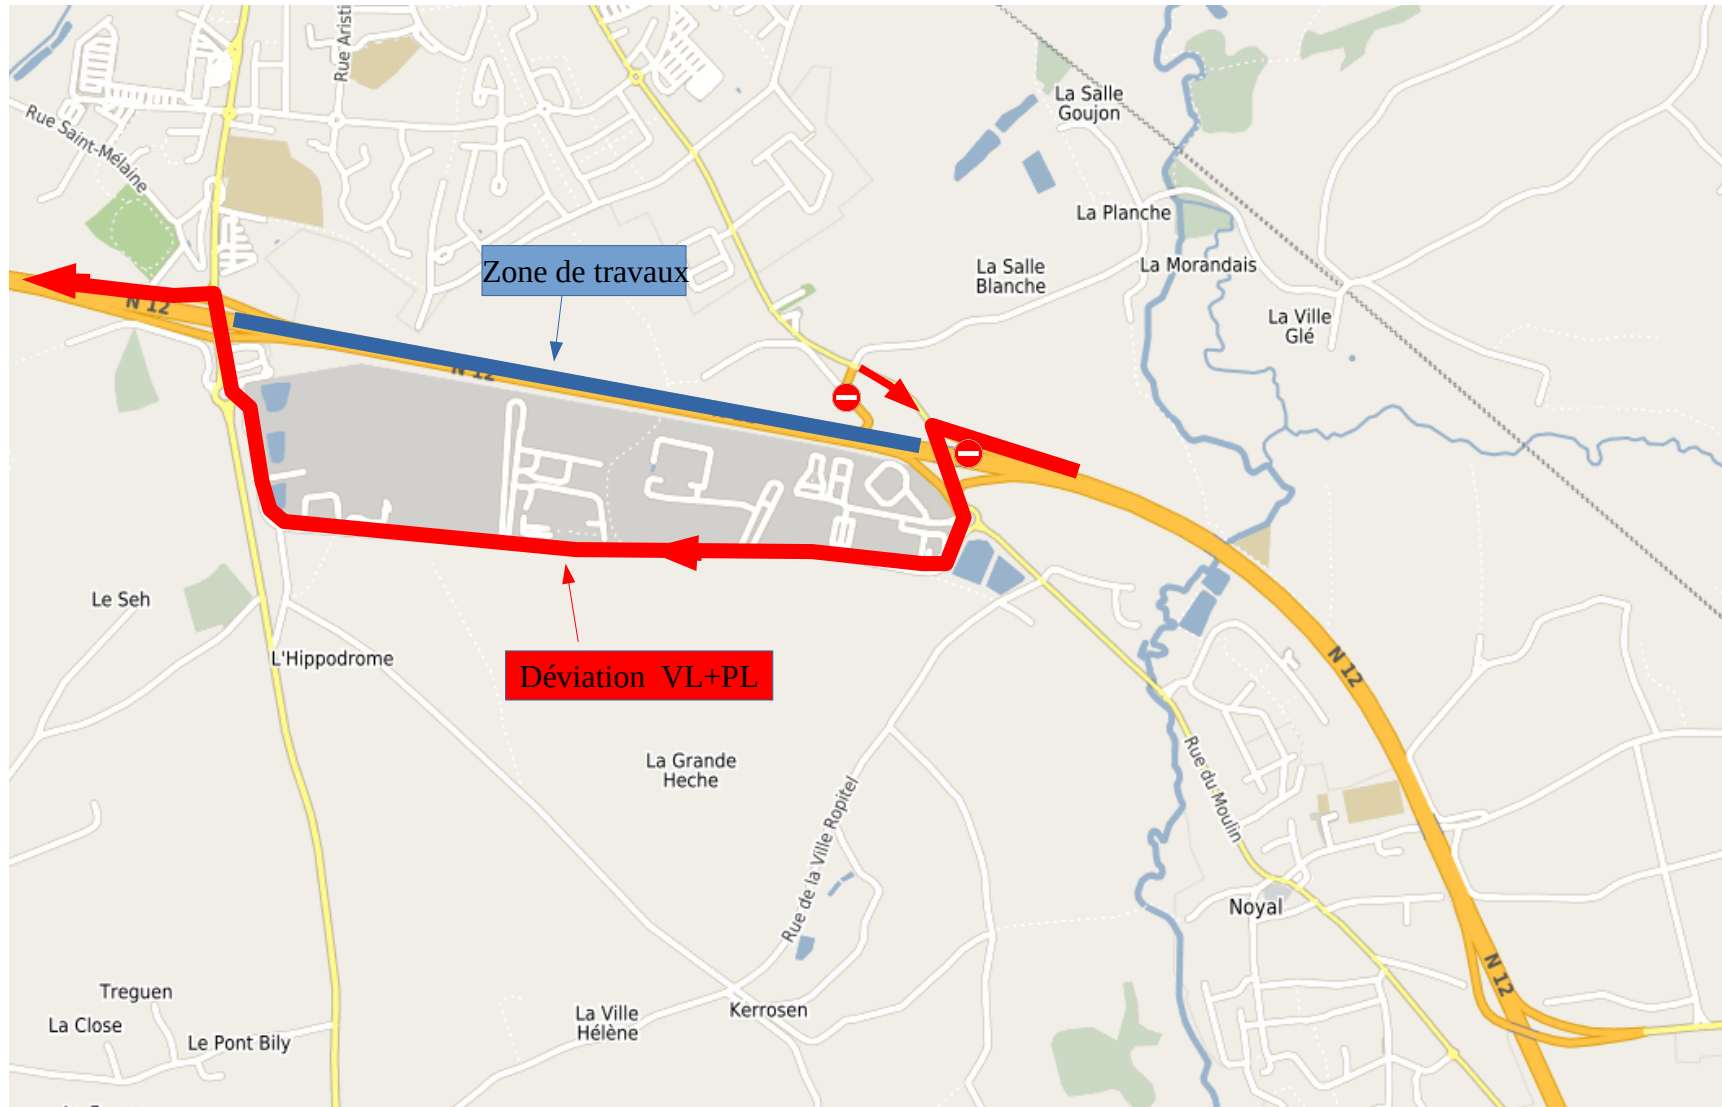 Rue Aristi
Rue Saint-Mélaine
La Salle
Goujon
La Planche
La Morandais
La Salle
Blanche
La Ville
Glé
Zone de travaux
N 12
N 12
N 12
Le Seh
L'Hippodrome
Déviation VL+PL
La Grande
Heche
Rue de la Ville Ropitel
Rue du Moulin
Noyal
N 12
Treguen
La Close
Le Pont Bily
La Ville
Hélène
Kerrosen